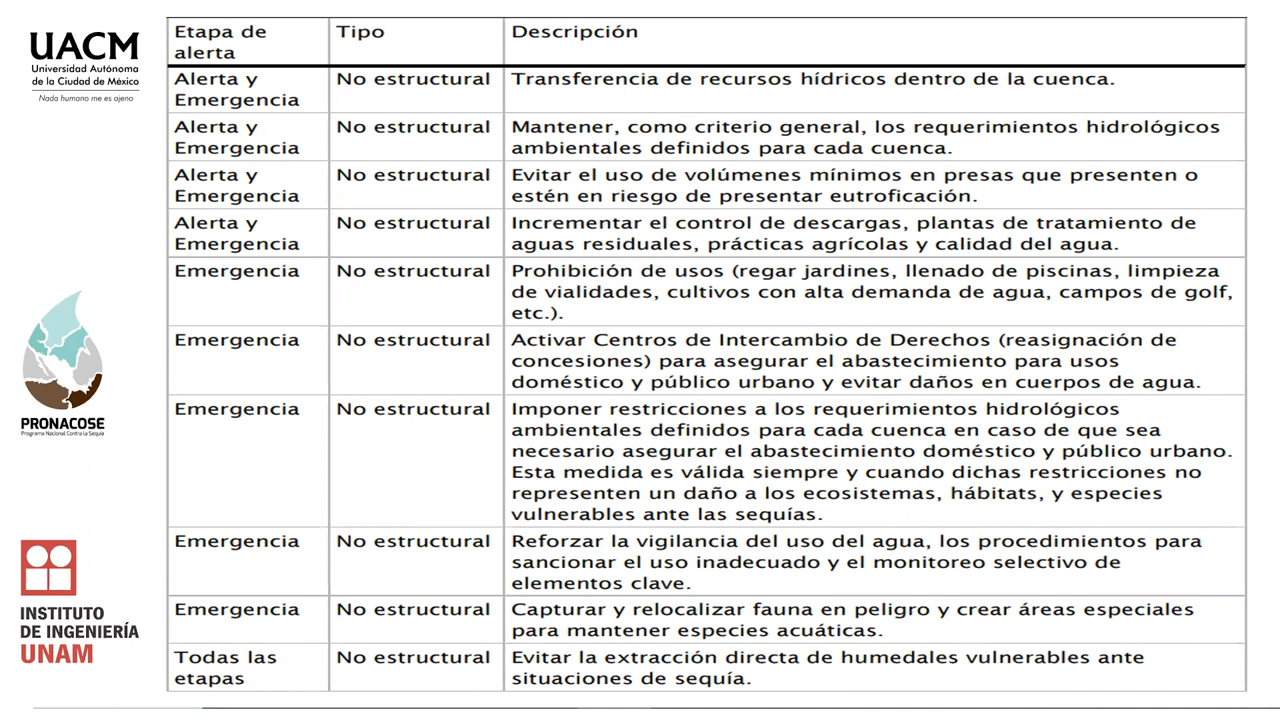 UACM
Universidad Autónoma
de la Ciudad de México
Nada humano me es ajeno
PRONACOSE
Programa Nacional Contra la Sequía
INSTITUTO
DE INGENIERÍA
UNAM
Etapa de alerta Tipo Descripción
Alerta y Emergencia No estructural Transferencia de recursos hídricos dentro de la cuenca.
Alerta y Emergencia No estructural Mantener, como criterio general, los requerimientos hidrológicos
ambientales definidos para cada cuenca.
Alerta y Emergencia No estructural Evitar el uso de volúmenes mínimos en presas que presenten o
estén en riesgo de presentar eutroficación.
Alerta y Emergencia No estructural Incrementar el control de descargas, plantas de tratamiento de
aguas residuales, prácticas agrícolas y calidad del agua.
Emergencia No estructural Prohibición de usos (regar jardines, llenado de piscinas, limpieza
de vialidades, cultivos con alta demanda de agua, campos de golf,
etc.).
Emergencia No estructural Activar Centros de Intercambio de Derechos (reasignación de
concesiones) para asegurar el abastecimiento para usos
doméstico y público urbano y evitar daños en cuerpos de agua.
Emergencia No estructural Imponer restricciones a los requerimientos hidrológicos
ambientales definidos para cada cuenca en caso de que sea
necesario asegurar el abastecimiento doméstico y público urbano.
Esta medida es válida siempre y cuando dichas restricciones no
representen un daño a los ecosistemas, hábitats, y especies
vulnerables ante las sequías.
Emergencia No estructural Reforzar la vigilancia del uso del agua, los procedimientos para
sancionar el uso inadecuado y el monitoreo selectivo de
elementos clave.
Emergencia No estructural Capturar y relocalizar fauna en peligro y crear áreas especiales
para mantener especies acuáticas.
Todas las etapas No estructural Evitar la extracción directa de humedales vulnerables ante
situaciones de sequía.